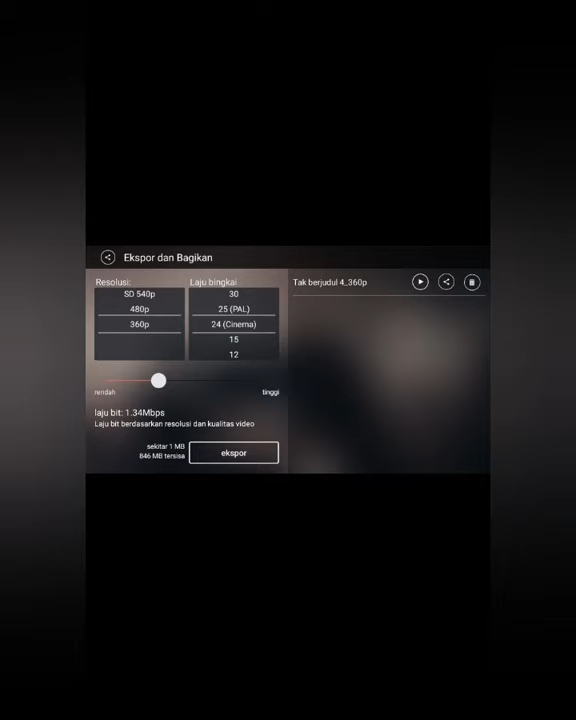 Ekspor dan Bagikan
Resolusi:
SD 540p
480p
360p
Laju bingkai
30
25 (PAL)
24 (Cinema)
15
12
rendah
tinggi
laju bit: 1.34Mbps
Laju bit berdasarkan resolusi dan kualitas video
sekitar 1 MB
846 MB tersisa
ekspor
Tak berjudul 4_360p